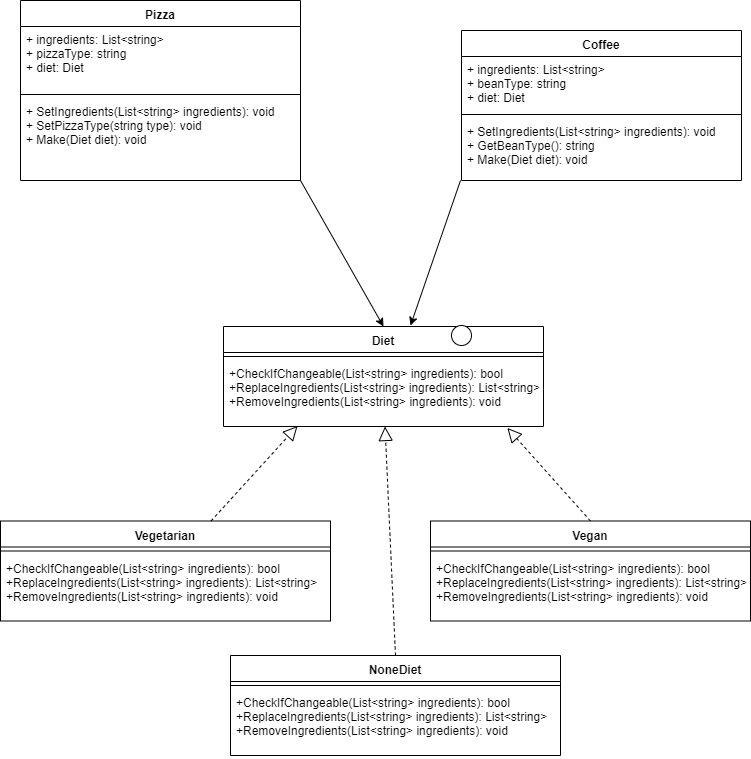 Pizza
+ ingredients: List<string>
+ pizzaType: string
+ diet: Diet
+ SetIngredients(List<string> ingredients): void
+ SetPizzaType(string type): void
+ Make(Diet diet): void
Coffee
+ ingredients: List<string>
+ beanType: string
+ diet: Diet
+ SetIngredients(List<string> ingredients): void
+ GetBeanType(): string
+ Make(Diet diet): void
Diet
+CheckIfChangeable(List<string> ingredients): bool
+ReplaceIngredients(List<string> ingredients): List<string>
+RemoveIngredients(List<string> ingredients): void
Vegetarian
+CheckIfChangeable(List<string> ingredients): bool
+ReplaceIngredients(List<string> ingredients): List<string>
+RemoveIngredients(List<string> ingredients): void
Vegan
+CheckIfChangeable(List<string> ingredients): bool
+ReplaceIngredients(List<string> ingredients): List<string>
+RemoveIngredients(List<string> ingredients): void
NoneDiet
+CheckIfChangeable(List<string> ingredients): bool
+ReplaceIngredients(List<string> ingredients): List<string>
+RemoveIngredients(List<string> ingredients): void